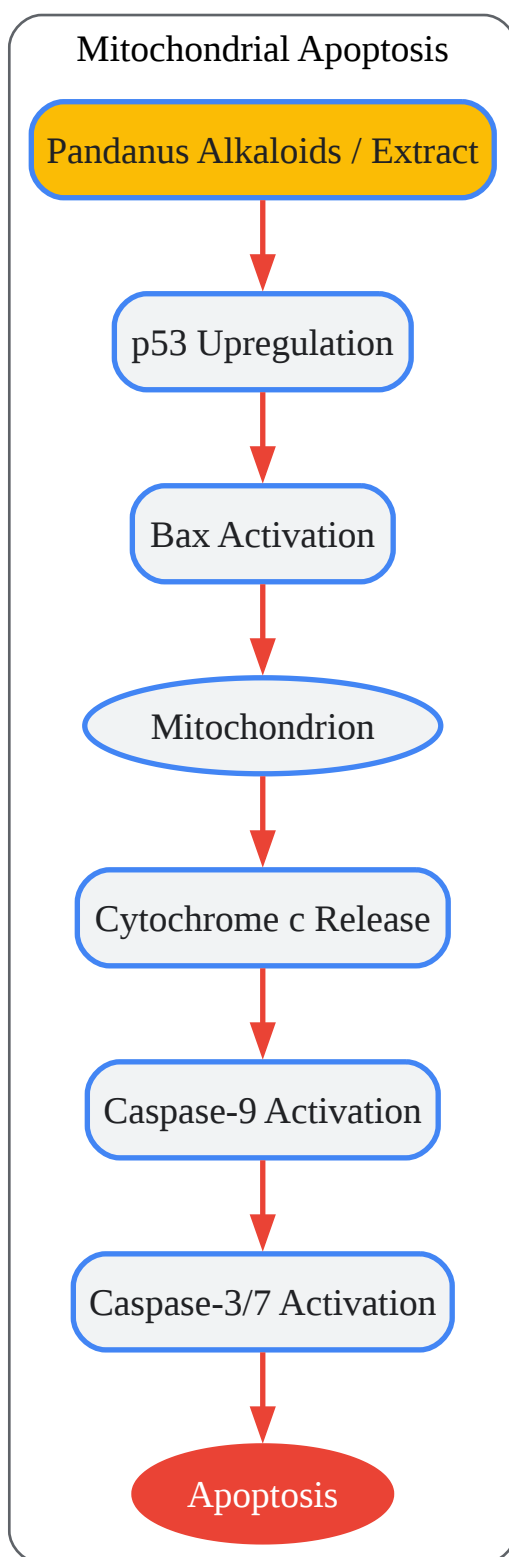 Mitochondrial Apoptosis
Pandanus Alkaloids / Extract
p53 Upregulation
Bax Activation
Mitochondrion
Cytochrome c Release
Caspase-9 Activation
Caspase-3/7 Activation
Apoptosis